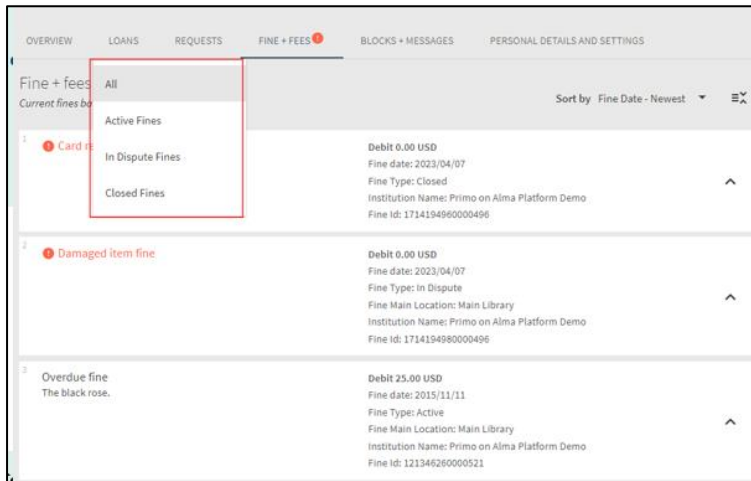 OVERVIEW LOANS REQUESTS FINE + FEES BLOCKS + MESSAGES PERSONAL DETAILS AND SETTINGS
Fine + fees
Current fines
All
Active Fines
In Dispute Fines
Closed Fines
Sort by Fine Date - Newest
1
Card
Debit 0.00 USD
Fine date: 2023/04/07
Fine Type: Closed
Institution Name: Primo on Alma Platform Demo
Fine Id: 1714194960000496
2
Damaged item fine
Debit 0.00 USD
Fine date: 2023/04/07
Fine Type: In Dispute
Fine Main Location: Main Library
Institution Name: Primo on Alma Platform Demo
Fine Id: 1714194980000496
3
Overdue fine
The black rose.
Debit 25.00 USD
Fine date: 2015/11/11
Fine Type: Active
Fine Main Location: Main Library
Institution Name: Primo on Alma Platform Demo
Fine Id: 121346260000521